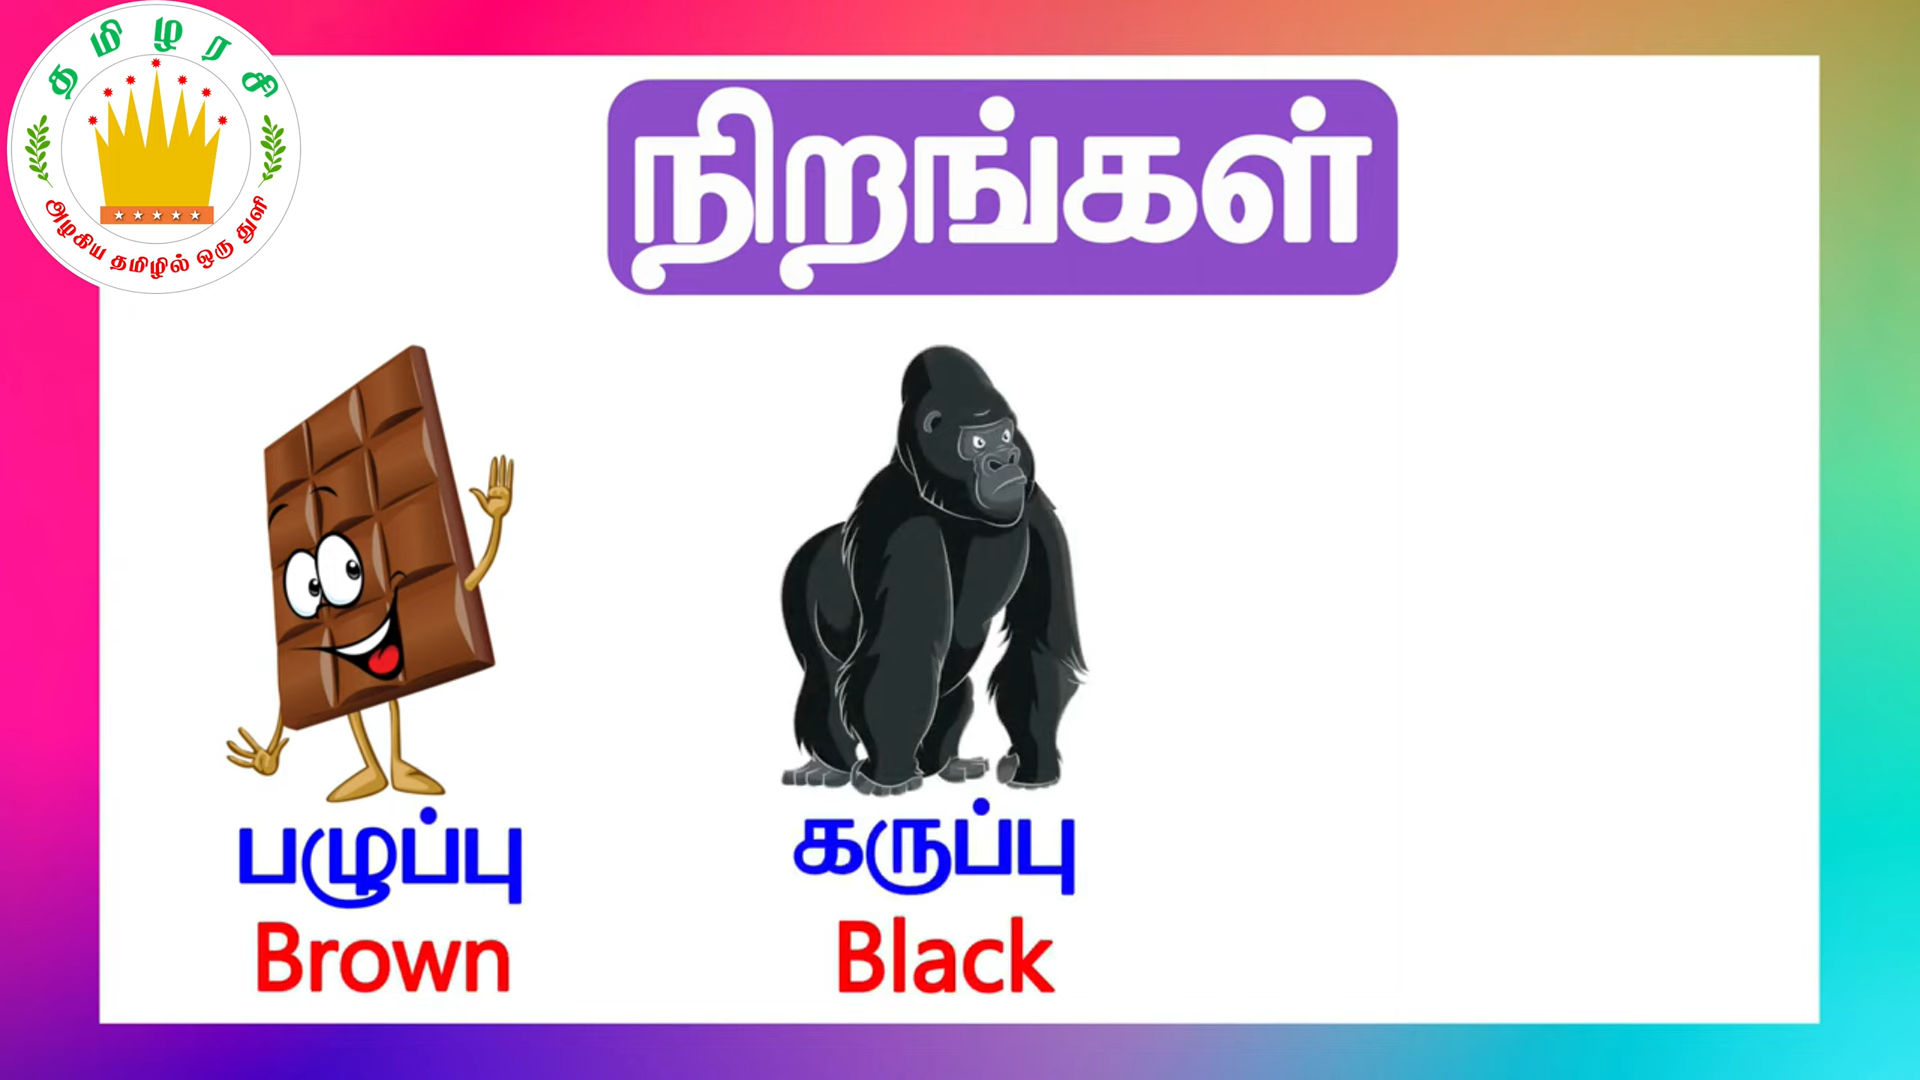 தமிழரசி
அழகிய தமிழில் ஒரு துளி
நிறங்கள்
பழுப்பு
Brown
கருப்பு
Black